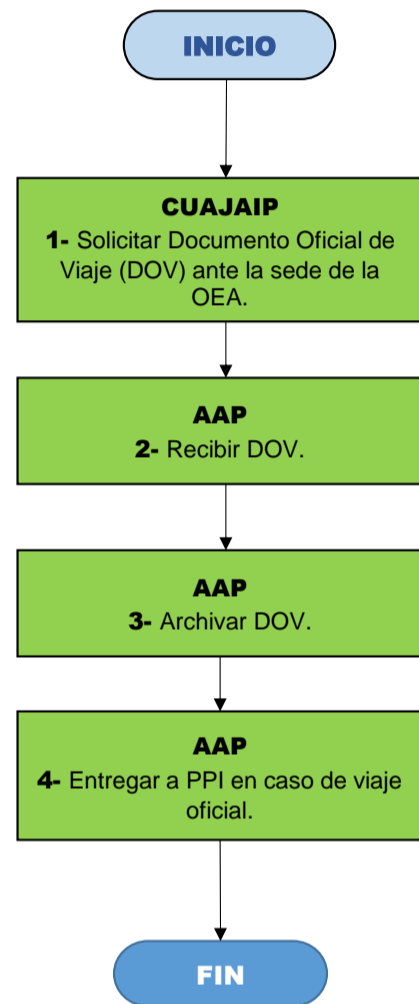 INICIO
CUAJAIP
1- Solicitar Documento Oficial de
Viaje (DOV) ante la sede de la
OEA.
AAP
2- Recibir DOV.
AAP
3- Archivar DOV.
AAP
4- Entregar a PPI en caso de viaje
oficial.
FIN